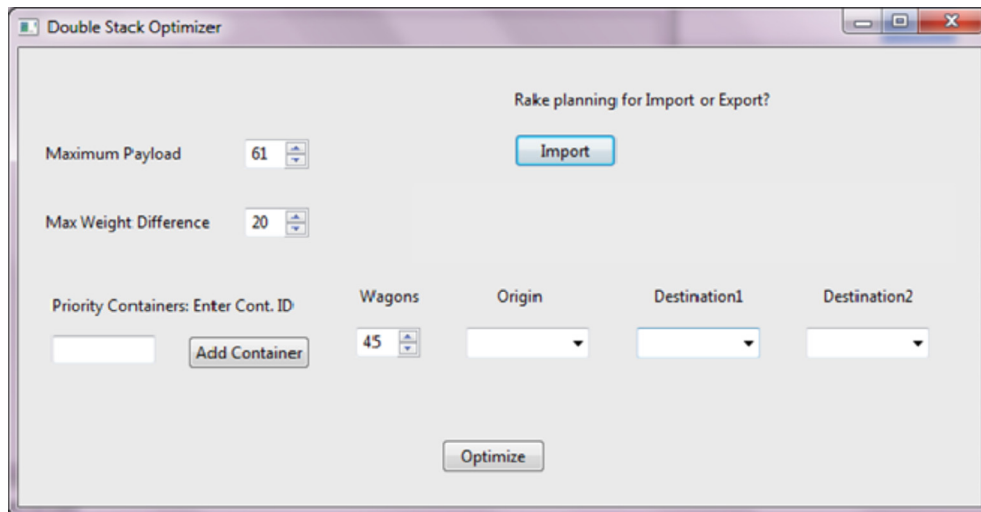 Double Stack Optimizer
Rake planning for Import or Export?
Maximum Payload 61 Import
Max Weight Difference 20
Priority Containers: Enter Cont. ID Wagons Origin Destination1 Destination2
Add Container 45
Optimize